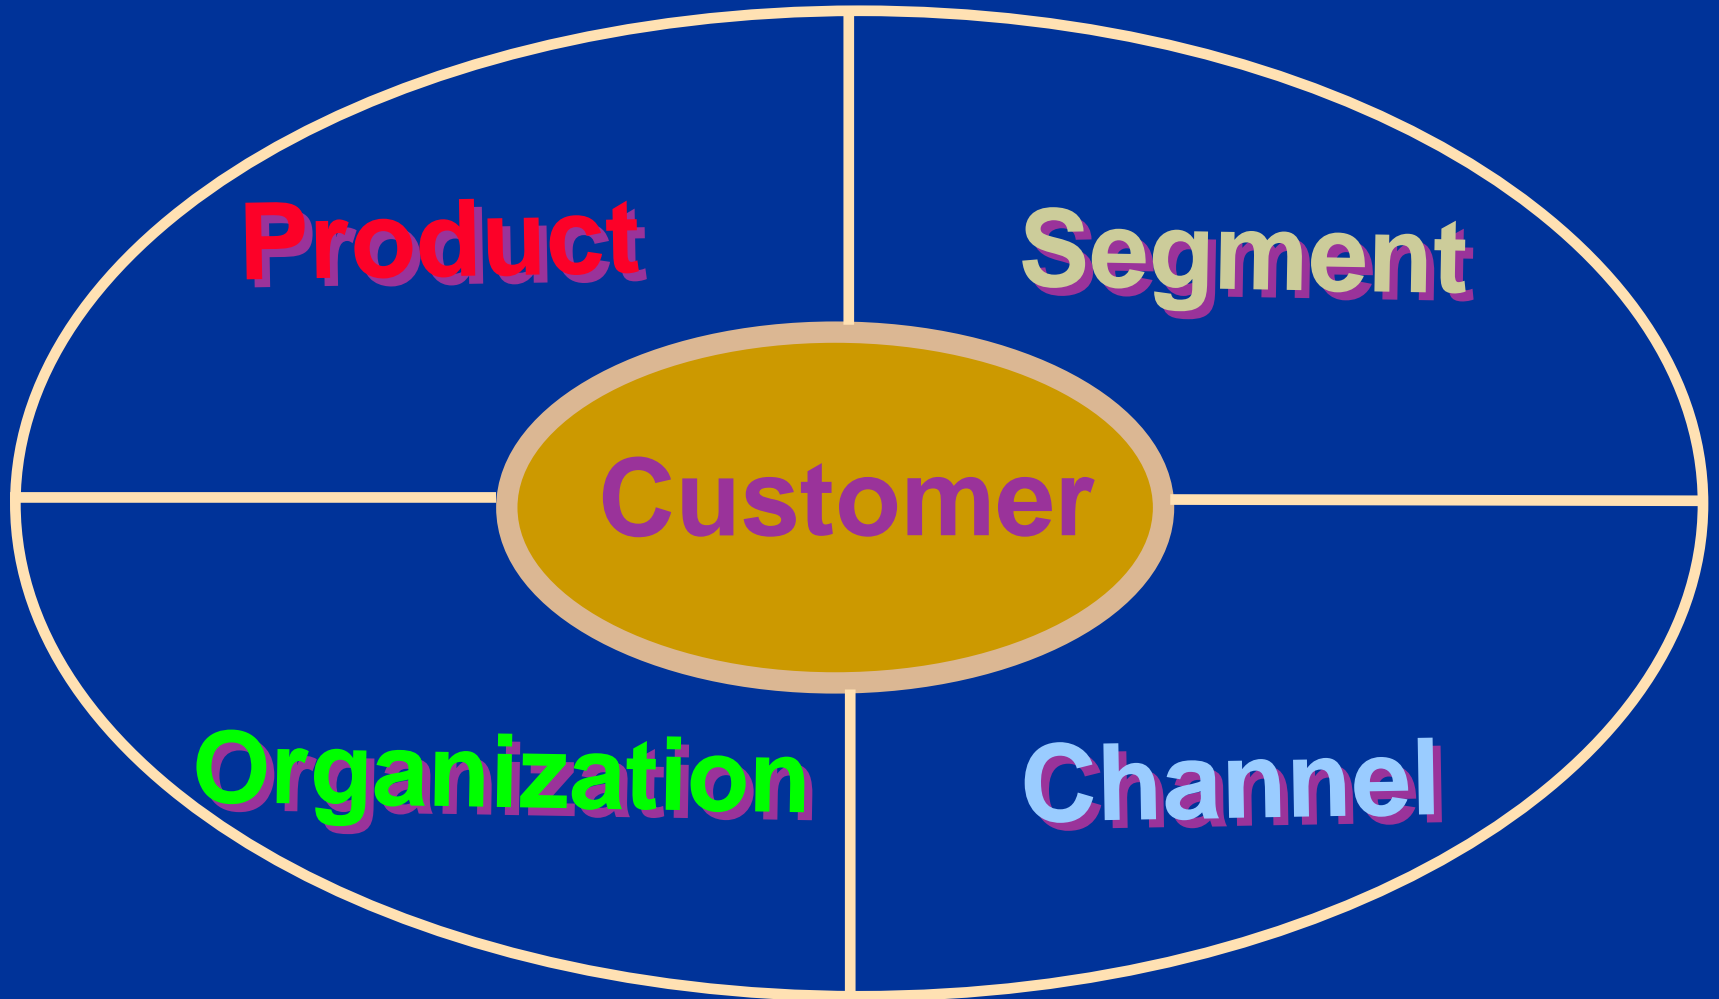 Product
Segment
Customer
Organization
Channel